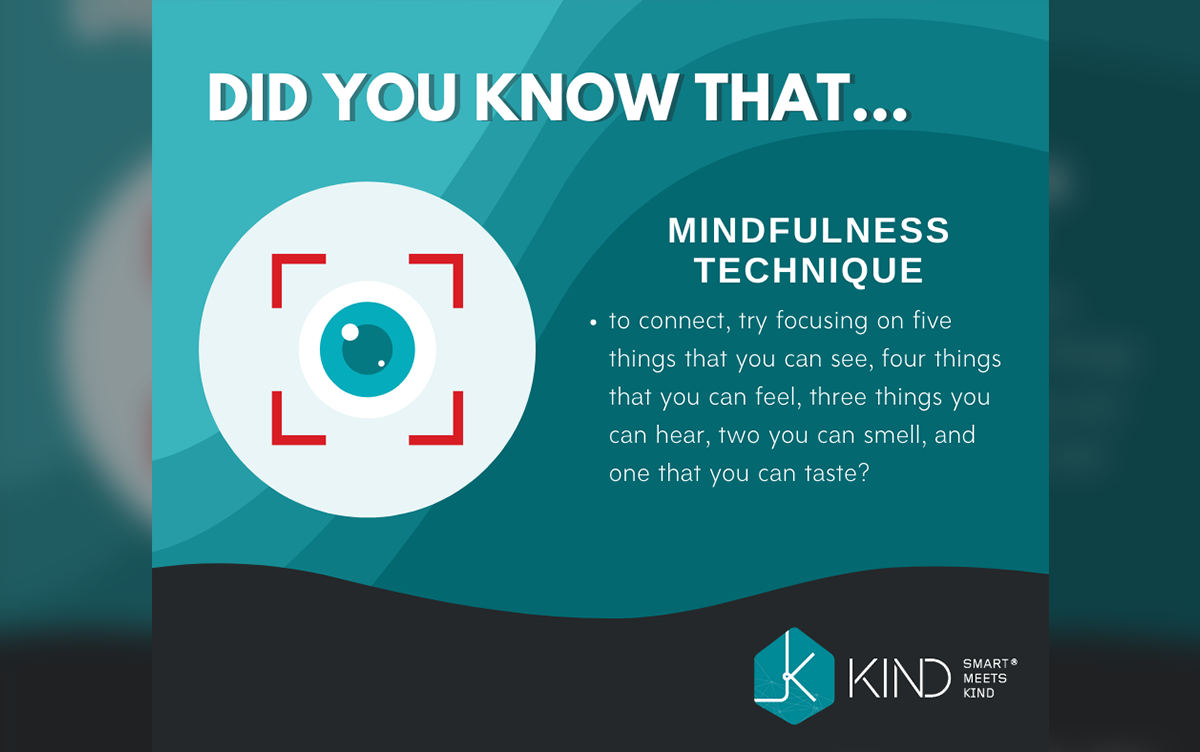 DID YOU KNOW THAT...
MINDFULNESS
TECHNIQUE
• to connect, try focusing on five
things that you can see, four things
that you can feel, three things you
can hear, two you can smell, and
one that you can taste?
K
KIND
SMART®
MEETS
KIND